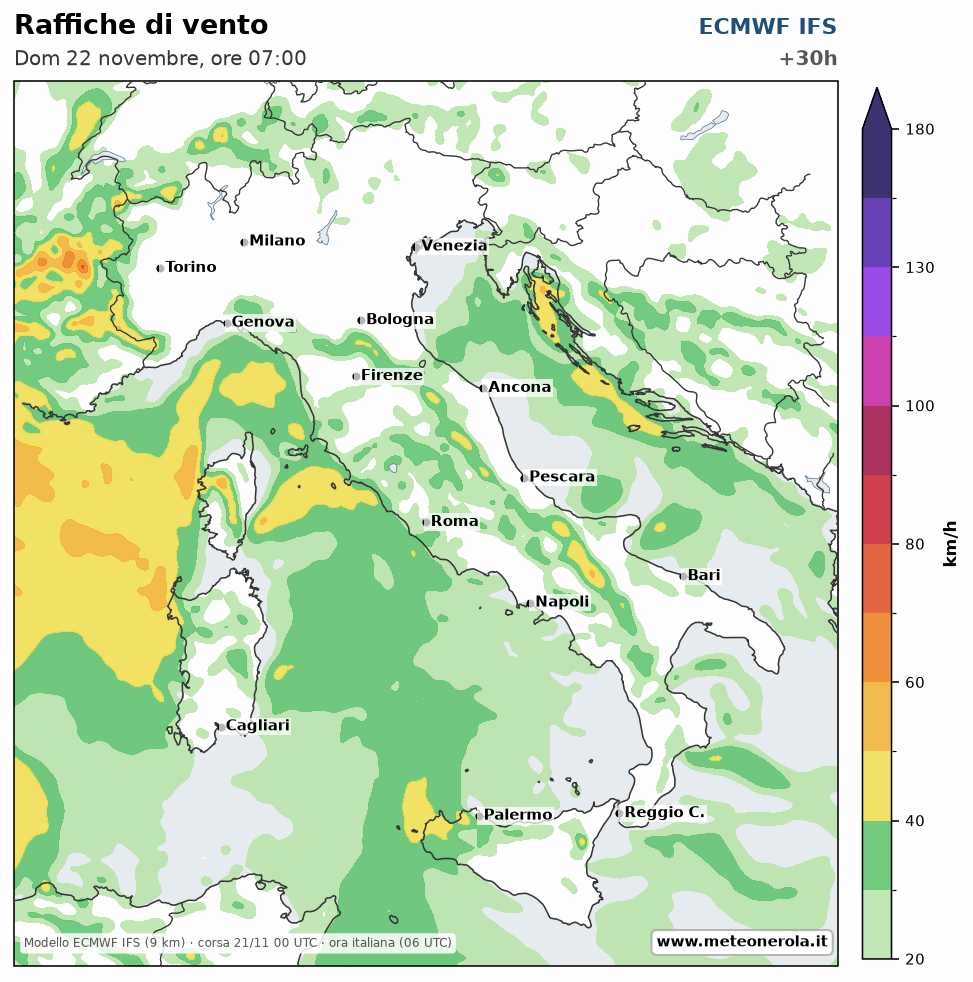 Raffiche di vento
ECMWF IFS
Dom 22 novembre, ore 07:00
+30h
180
130
100
80
60
40
20
km/h
Milano
Venezia
Torino
Genova
Bologna
Firenze
Ancona
Pescara
Roma
Bari
Napoli
Cagliari
Palermo
Reggio C.
Modello ECMWF IFS (9 km) · corsa 21/11 00 UTC · ora italiana (06 UTC)
www.meteonerola.it